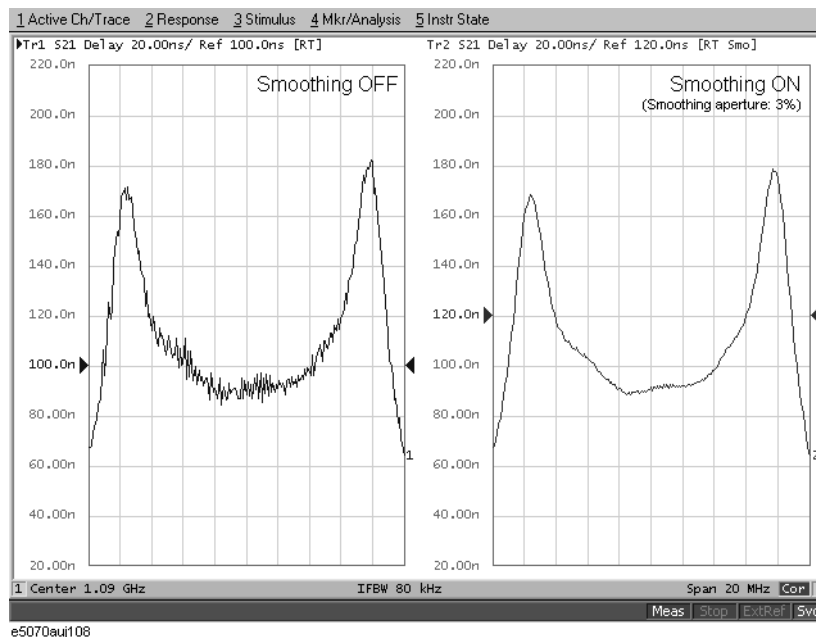 1 Active Ch/Trace 2 Response 3 Stimulus 4 Mkr/Analysis 5 Instr State
Tr1 S21 Delay 20.00ns/ Ref 100.0ns [RT]
220.0n
Smoothing OFF
200.0n
180.0n
160.0n
140.0n
120.0n
100.0n
80.00n
60.00n
40.00n
20.00n
1
Tr2 S21 Delay 20.00ns/ Ref 120.0ns [RT Smo]
220.0n
Smoothing ON
(Smoothing aperture: 3%)
200.0n
180.0n
160.0n
140.0n
120.0n
100.0n
80.00n
60.00n
40.00n
20.00n
2
1 Center 1.09 GHz IFBW 80 kHz Span 20 MHz Cor
Meas Stop ExtRef Svc
e5070aui108